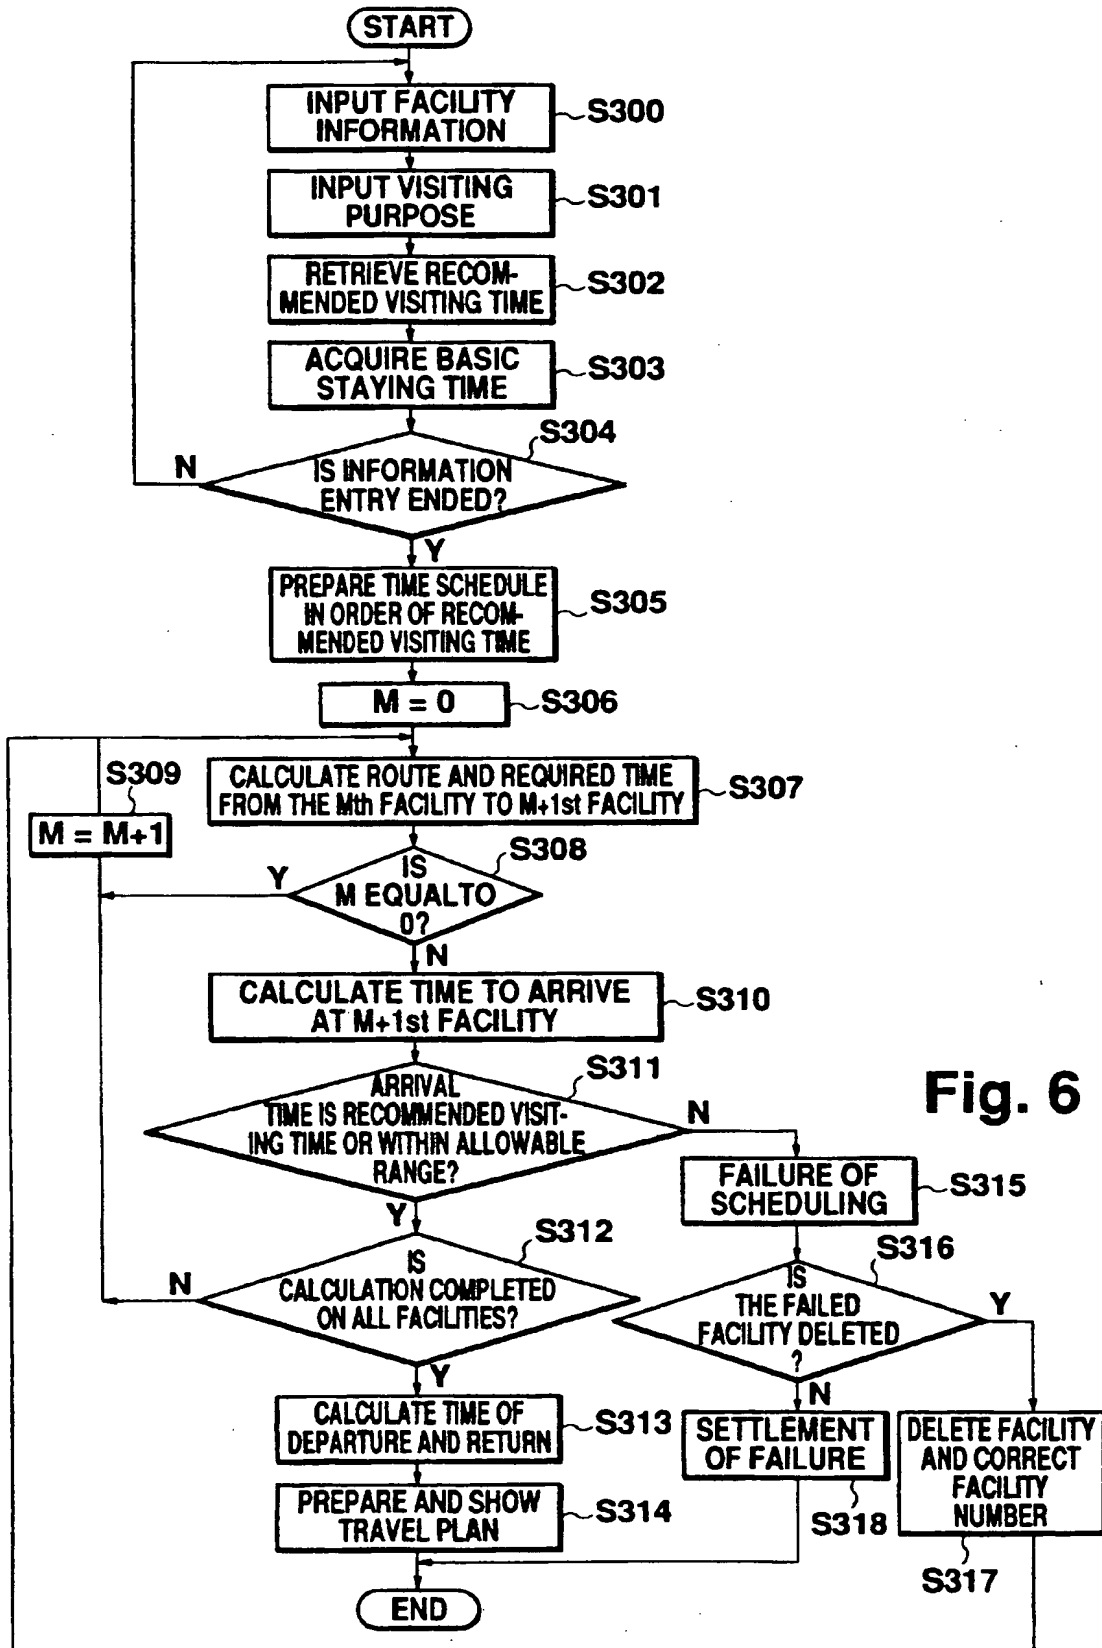 START
INPUT FACILITY
INFORMATION
S300
INPUT VISITING
PURPOSE
S301
RETRIEVE RECOM-
MENDED VISITING TIME
S302
ACQUIRE BASIC
STAYING TIME
S303
S304
N
IS INFORMATION
ENTRY ENDED?
Y
PREPARE TIME SCHEDULE
IN ORDER OF RECOM-
MENDED VISITING TIME
S305
M = 0
S306
S309
M = M+1
CALCULATE ROUTE AND REQUIRED TIME
FROM THE Mth FACILITY TO M+1st FACILITY
S307
S308
Y
IS
M EQUAL TO
0?
N
CALCULATE TIME TO ARRIVE
AT M+1st FACILITY
S310
S311
ARRIVAL
TIME IS RECOMMENDED VISIT-
ING TIME OR WITHIN ALLOWABLE
RANGE?
N
Y
Fig. 6
FAILURE OF
SCHEDULING
S315
S312
N
IS
CALCULATION COMPLETED
ON ALL FACILITIES?
Y
S316
IS
THE FAILED
FACILITY DELETED
?
Y
N
CALCULATE TIME OF
DEPARTURE AND RETURN
S313
SETTLEMENT
OF FAILURE
S318
DELETE FACILITY
AND CORRECT
FACILITY
NUMBER
S317
PREPARE AND SHOW
TRAVEL PLAN
S314
END